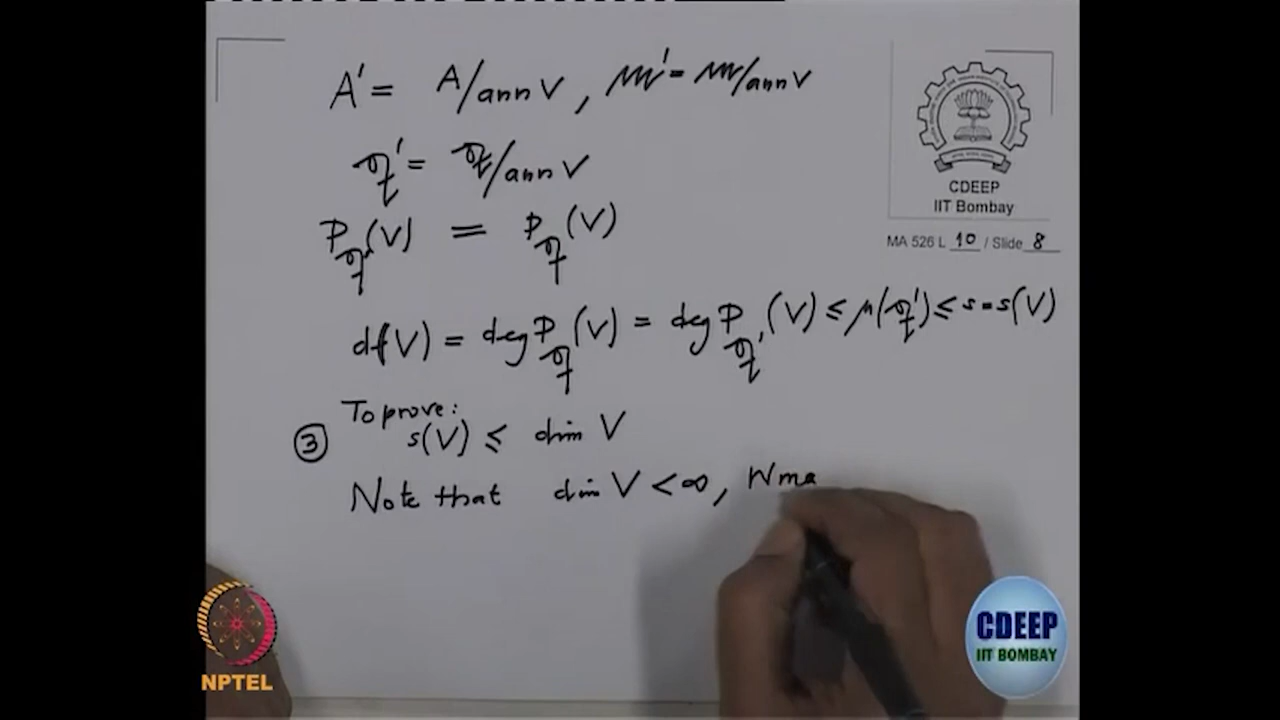 A' = A/ann V, 𝔪' = 𝔪/ann V
𝔮' = 𝔮/ann V
P_𝔮'(V) = P_𝔮(V)
d(V) = deg P_𝔮(V) = deg P_𝔮'(V) ≤ μ(𝔮') ≤ s = s(V)
To prove:
③ s(V) ≤ dim V
Note that dim V < ∞,
CDEEP
IIT Bombay
MA 526 L 10 / Slide 8
NPTEL
CDEEP
IIT BOMBAY